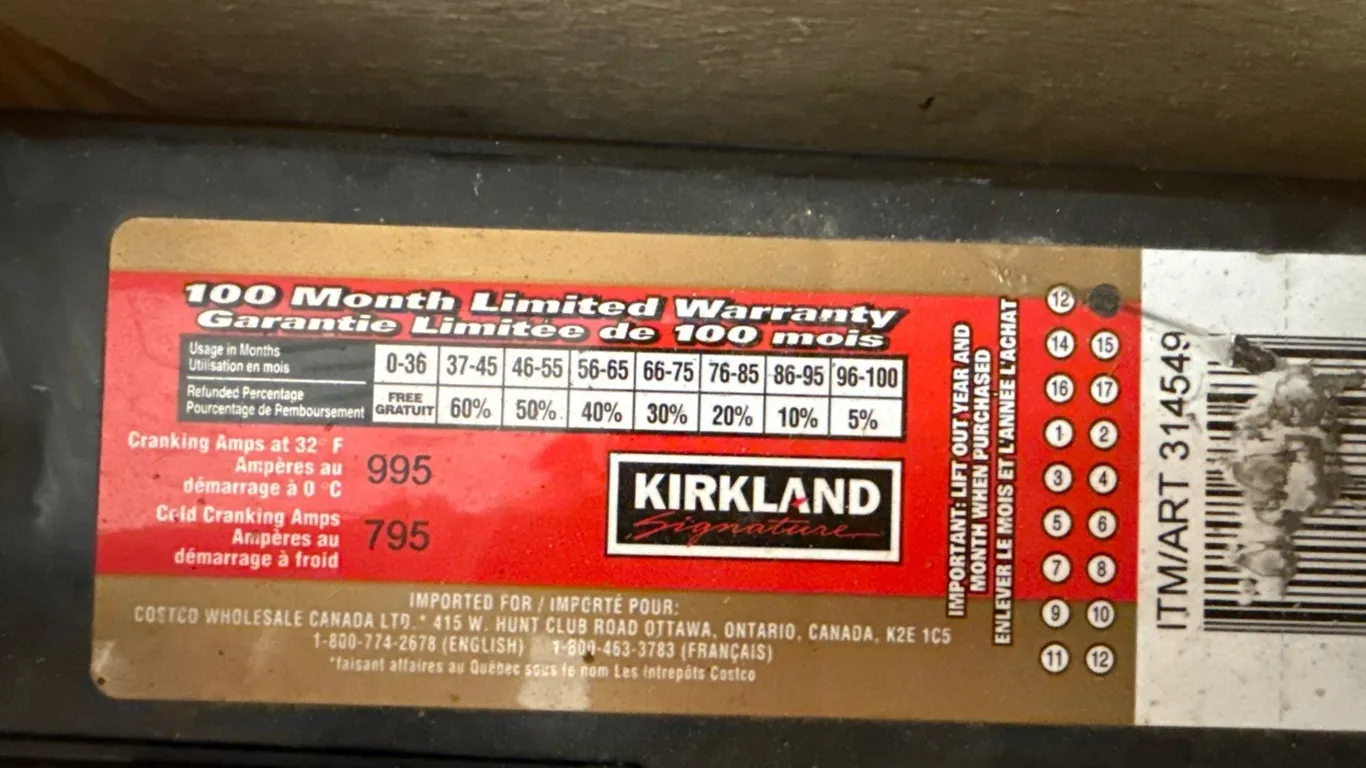 100 Month Limited Warranty
Garantie Limitée de 100 mois
Usage in Months
Utilisation en mois
0-36 37-45 46-55 56-65 66-75 76-85 86-95 96-100
Refunded Percentage
Pourcentage de Pemboursement
FREE
GRATUIT
60% 50% 40% 30% 20% 10% 5%
Cranking Amps at 32° F
Ampères au
démarrage à 0 °C
995
Cold Cranking Amps
Ampères au
démarrage à froid
795
KIRKLAND
Signature
IMPORTED FOR / IMPORTÉ POUR:
COSTCO WHOLESALE CANADA LTD.* 415 W. HUNT CLUB ROAD OTTAWA, ONTARIO, CANADA, K2E 1C5
1-800-774-2678 (ENGLISH) 1-800-463-3783 (FRANÇAIS)
*faisant affaires au Québec sous le nom Les intrepôts Costco
IMPORTANT: LIFT OUT YEAR AND
MONTH WHEN PURCHASED
ENLEVER LE MOIS ET L'ANNÉE L'ACHAT
12
14 15
16 17
1 2
3 4
5 6
7 8
9 10
11 12
ITM/ART 314549